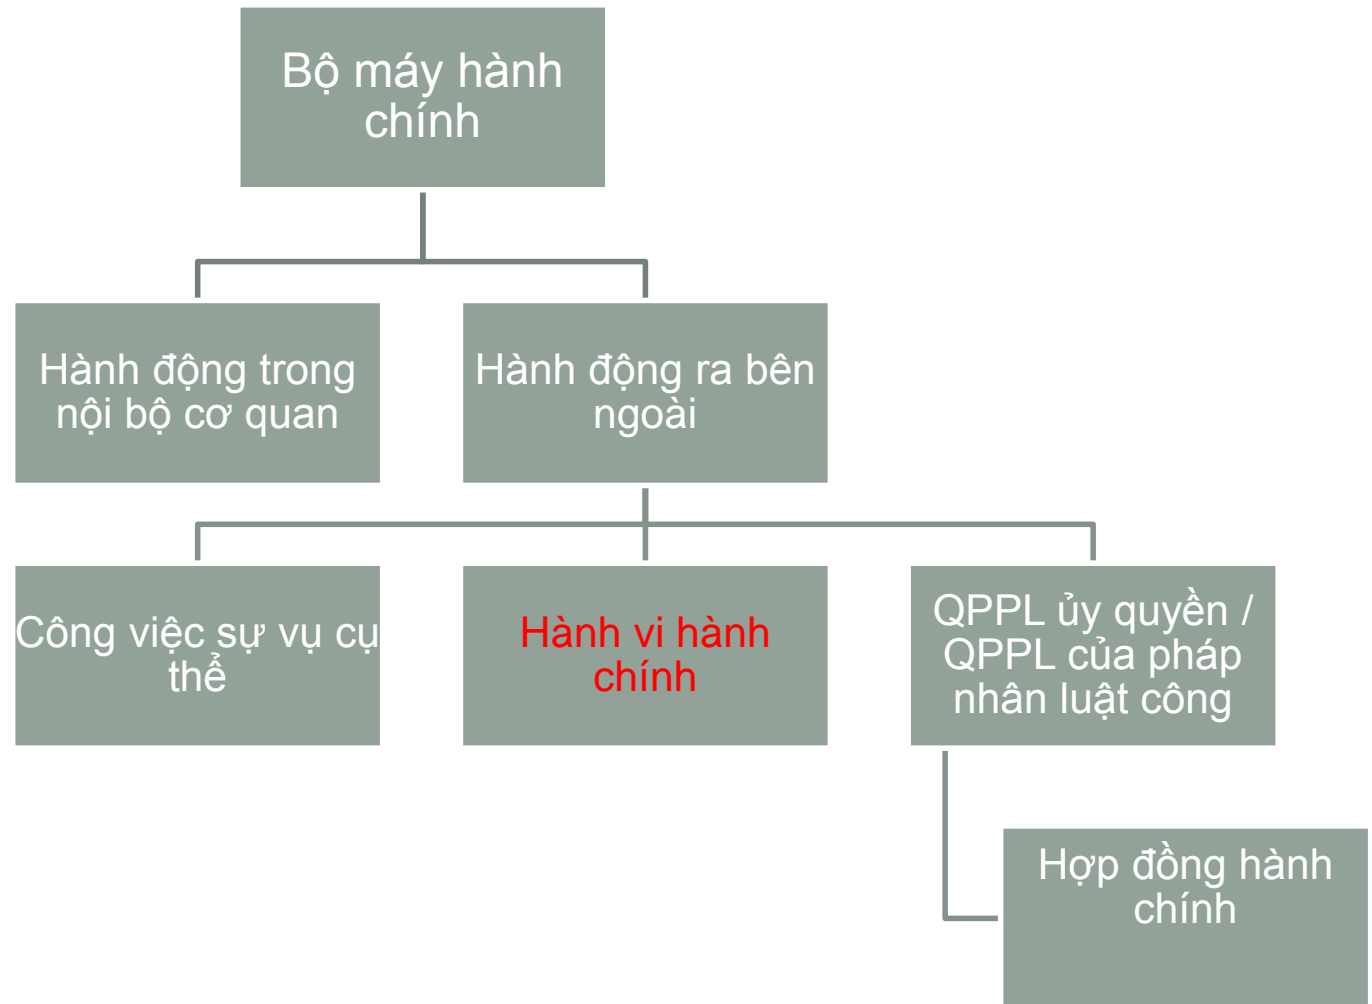 Bộ máy hành
chính
Hành động trong
nội bộ cơ quan
Hành động ra bên
ngoài
Công việc sự vụ cụ
thể
Hành vi hành
chính
QPPL ủy quyền /
QPPL của pháp
nhân luật công
Hợp đồng hành
chính